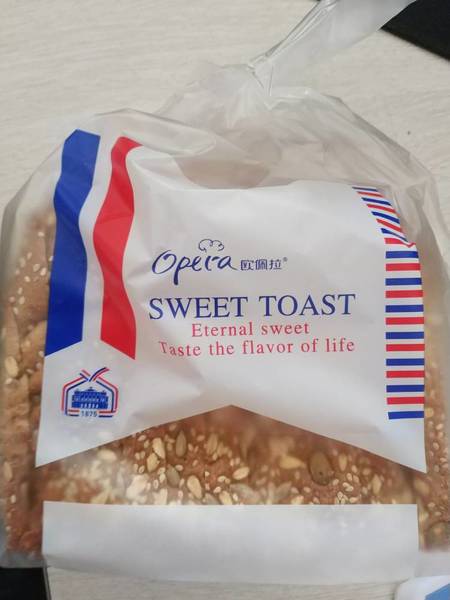 Opera 欧佩拉®
SWEET TOAST
Eternal sweet
Taste the flavor of life
1875